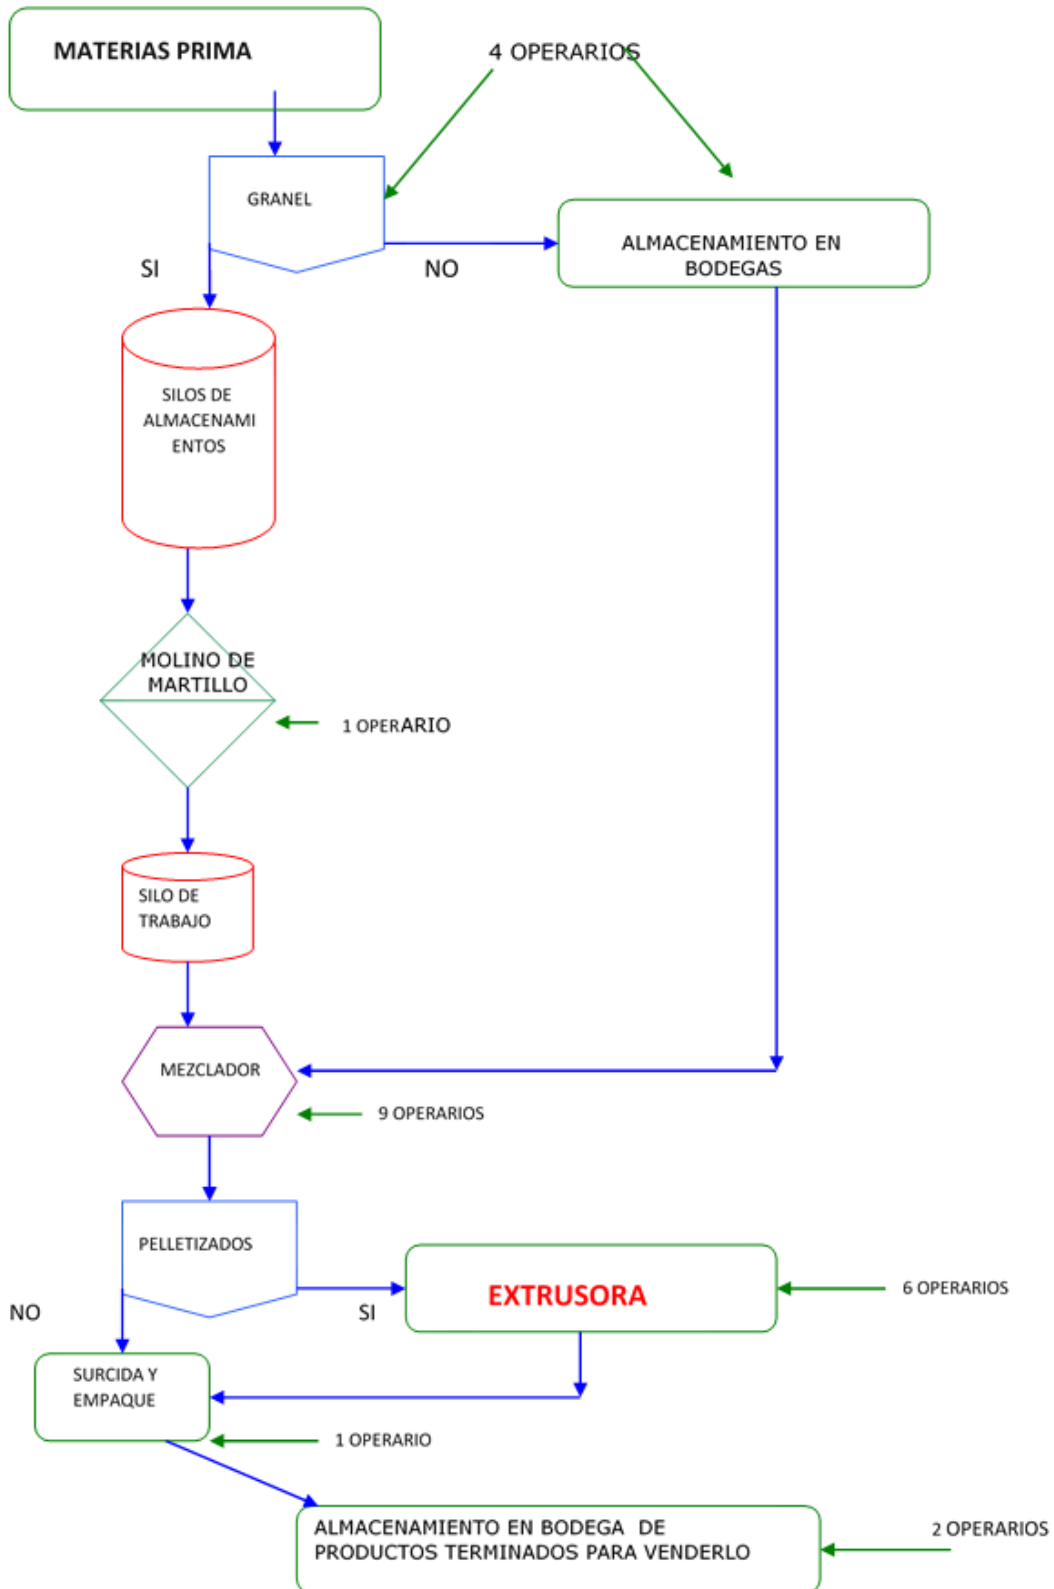 MATERIAS PRIMA
4 OPERARIOS
GRANEL
ALMACENAMIENTO EN
BODEGAS
SI
NO
SILOS DE
ALMACENAMI
ENTOS
MOLINO DE
MARTILLO
1 OPERARIO
SILO DE
TRABAJO
MEZCLADOR
9 OPERARIOS
PELLETIZADOS
EXTRUSORA
6 OPERARIOS
NO
SI
SURCIDA Y
EMPAQUE
1 OPERARIO
ALMACENAMIENTO EN BODEGA DE
PRODUCTOS TERMINADOS PARA VENDERLO
2 OPERARIOS